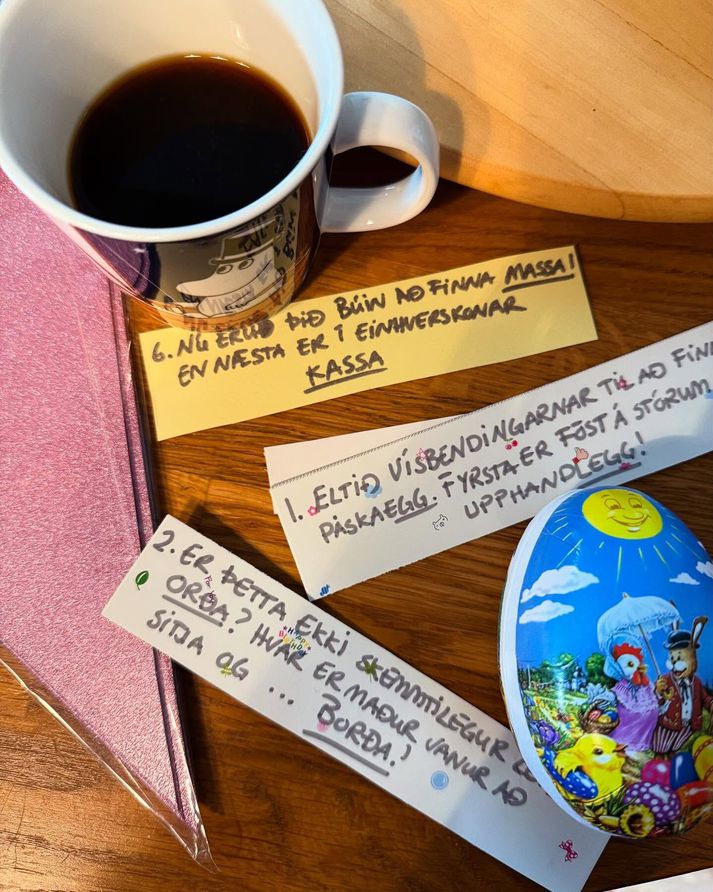 6. NÚ ERUÐ ÞIÐ BÚIN AÐ FINNA MASSA!
EN NÆSTA ER Í EINHVERSKONAR
KASSA
1. ELTIÐ VÍSBENDINGARNAR TIL AÐ FINN
PÁSKAEGG. FYRSTA ER FÖST Á STÓRUM
UPPHANDLEGG!
2. ER ÞETTA EKKI SKEMMTILEGUR
ORÐA? HVAR ER MAÐUR VANUR AÐ
SITJA OG ... BORÐA!